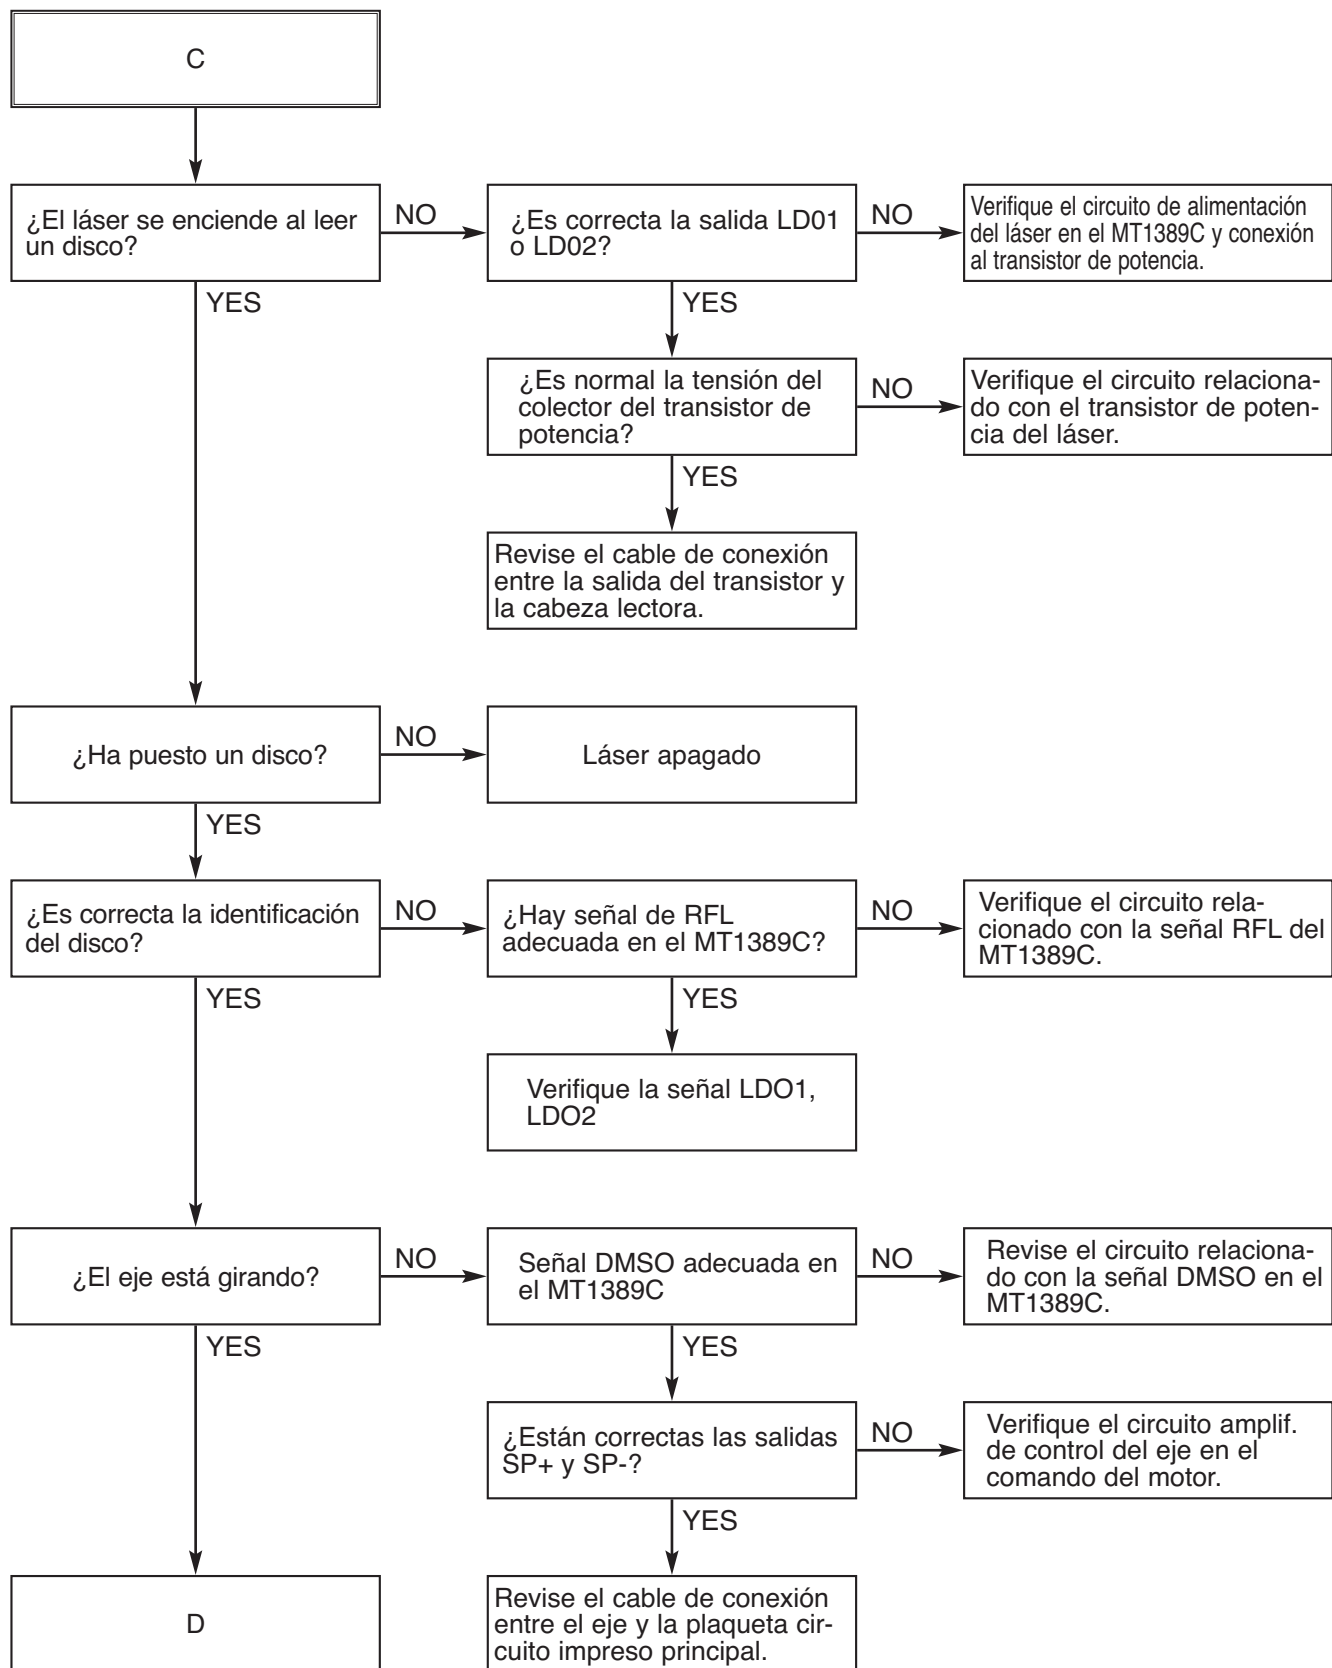 C
¿El láser se enciende al leer
un disco?
NO
¿Es correcta la salida LD01
o LD02?
NO
Verifique el circuito de alimentación
del láser en el MT1389C y conexión
al transistor de potencia.
YES
YES
¿Es normal la tensión del
colector del transistor de
potencia?
NO
Verifique el circuito relaciona-
do con el transistor de poten-
cia del láser.
YES
Revise el cable de conexión
entre la salida del transistor y
la cabeza lectora.
¿Ha puesto un disco?
NO
Láser apagado
YES
¿Es correcta la identificación
del disco?
NO
¿Hay señal de RFL
adecuada en el MT1389C?
NO
Verifique el circuito rela-
cionado con la señal RFL del
MT1389C.
YES
YES
Verifique la señal LDO1,
LDO2
¿El eje está girando?
NO
Señal DMSO adecuada en
el MT1389C
NO
Revise el circuito relaciona-
do con la señal DMSO en el
MT1389C.
YES
YES
¿Están correctas las salidas
SP+ y SP-?
NO
Verifique el circuito amplif.
de control del eje en el
comando del motor.
YES
D
Revise el cable de conexión
entre el eje y la plaqueta cir-
cuito impreso principal.